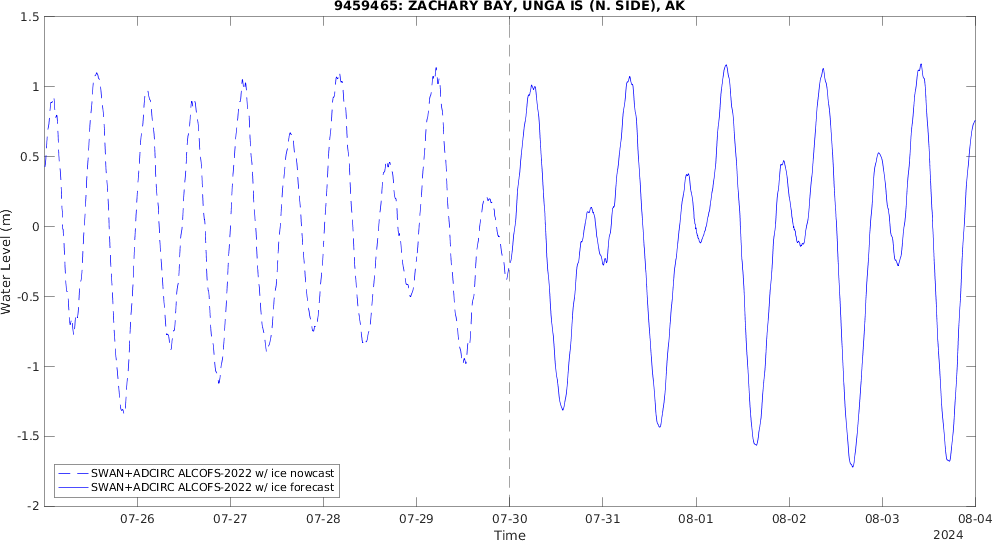 9459465: ZACHARY BAY, UNGA IS (N. SIDE), AK
1.5
1
0.5
0
-0.5
-1
-1.5
-2
Water Level (m)
SWAN+ADCIRC ALCOFS-2022 w/ ice nowcast
SWAN+ADCIRC ALCOFS-2022 w/ ice forecast
07-26 07-27 07-28 07-29 07-30 07-31 08-01 08-02 08-03 08-04
Time
2024